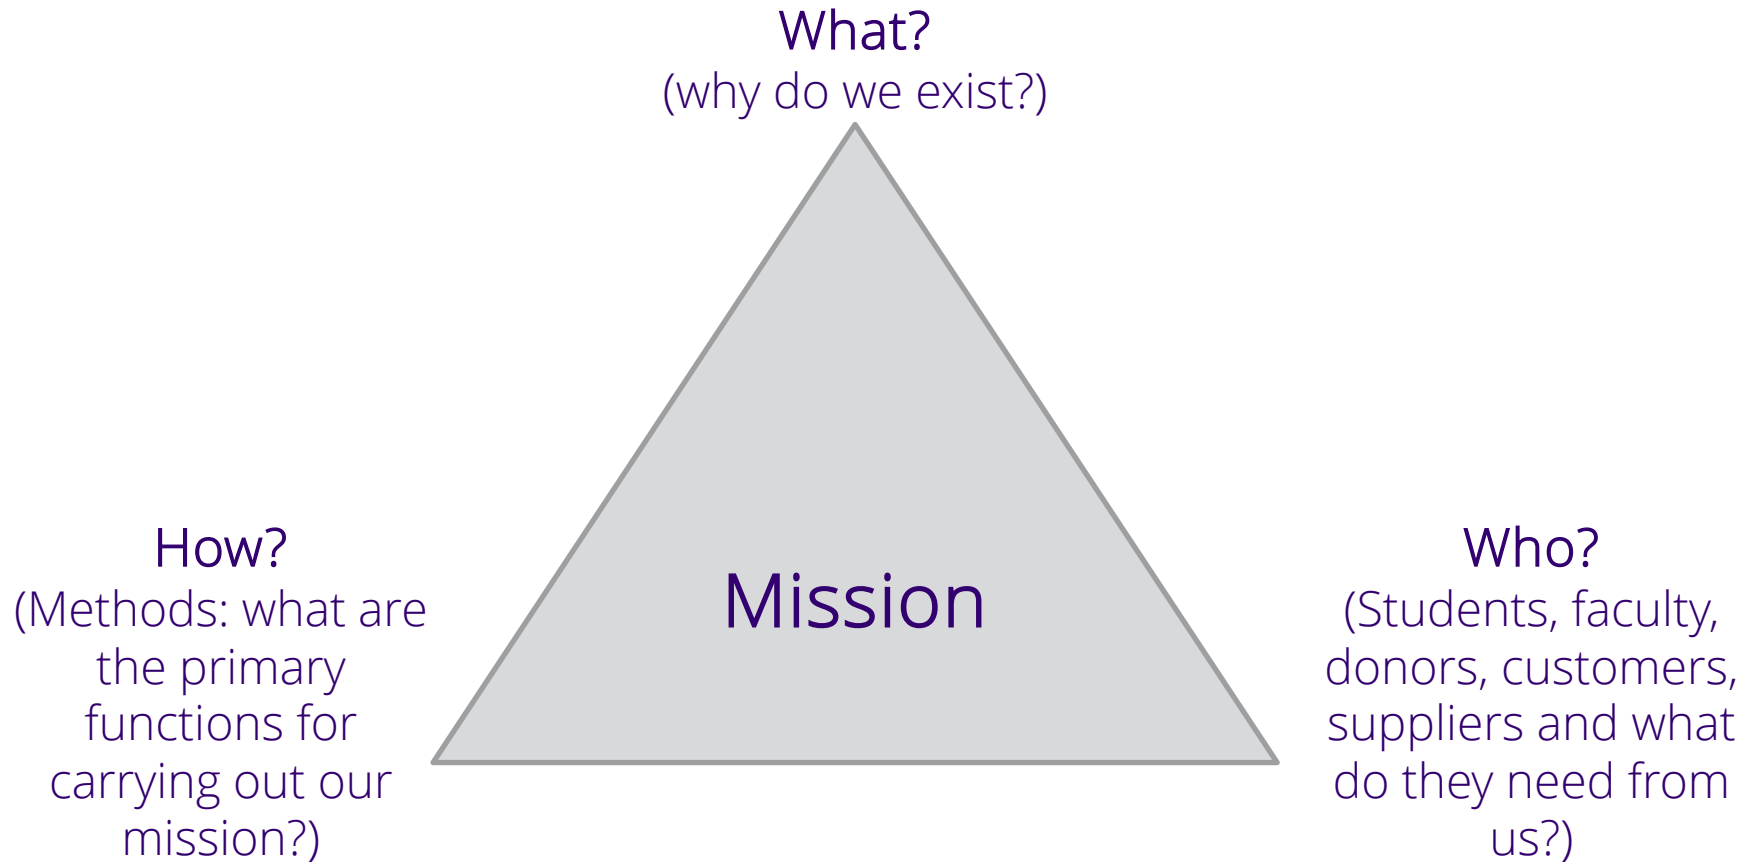 What?
(why do we exist?)
How?
(Methods: what are
the primary
functions for
carrying out our
mission?)
Mission
Who?
(Students, faculty,
donors, customers,
suppliers and what
do they need from
us?)